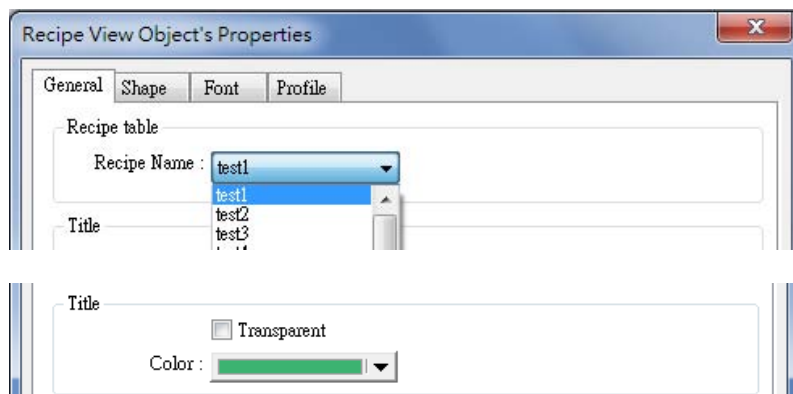 Recipe View Object's Properties
General Shape Font Profile
Recipe table
Recipe Name : test1
test1
test2
test3
Title
Title
Transparent
Color :